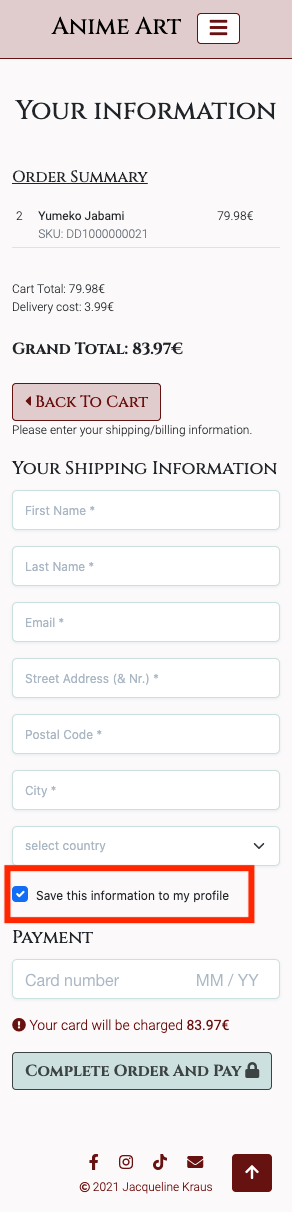 Anime Art
Your information
Order Summary
2 Yumeko Jabami 79.98€
SKU: DD1000000021
Cart Total: 79.98€
Delivery cost: 3.99€
Grand Total: 83.97€
Back To Cart
Please enter your shipping/billing information.
Your Shipping Information
First Name *
Last Name *
Email *
Street Address (& Nr.) *
Postal Code *
City *
select country
Save this information to my profile
Payment
Card number MM / YY
Your card will be charged 83.97€
Complete Order And Pay
© 2021 Jacqueline Kraus